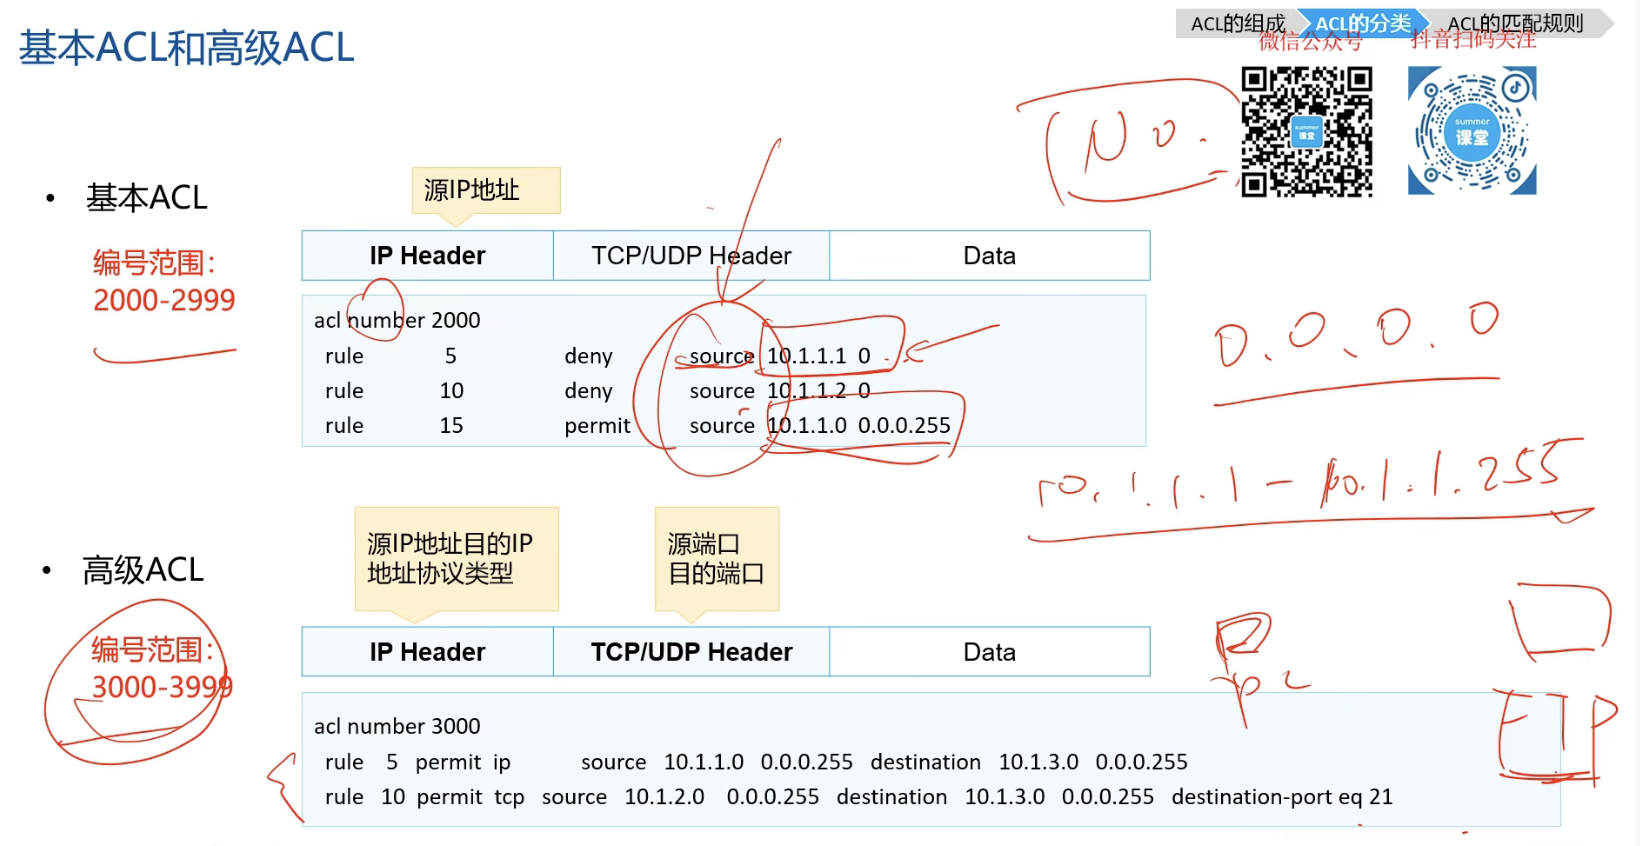 ACL的组成 ACL的分类 ACL的匹配规则
基本ACL和高级ACL
微信公众号 抖音扫码关注
summer
课堂
summer
课堂
No.
• 基本ACL
源IP地址
编号范围：
2000-2999
IP Header TCP/UDP Header Data
acl number 2000
rule 5 deny source 10.1.1.1 0
rule 10 deny source 10.1.1.2 0
rule 15 permit source 10.1.1.0 0.0.0.255
0.0.0.0
10.1.1.1-10.1.1.255
• 高级ACL
源IP地址目的IP
地址协议类型
源端口
目的端口
编号范围：
3000-3999
IP Header TCP/UDP Header Data
acl number 3000
rule 5 permit ip source 10.1.1.0 0.0.0.255 destination 10.1.3.0 0.0.0.255
rule 10 permit tcp source 10.1.2.0 0.0.0.255 destination 10.1.3.0 0.0.0.255 destination-port eq 21